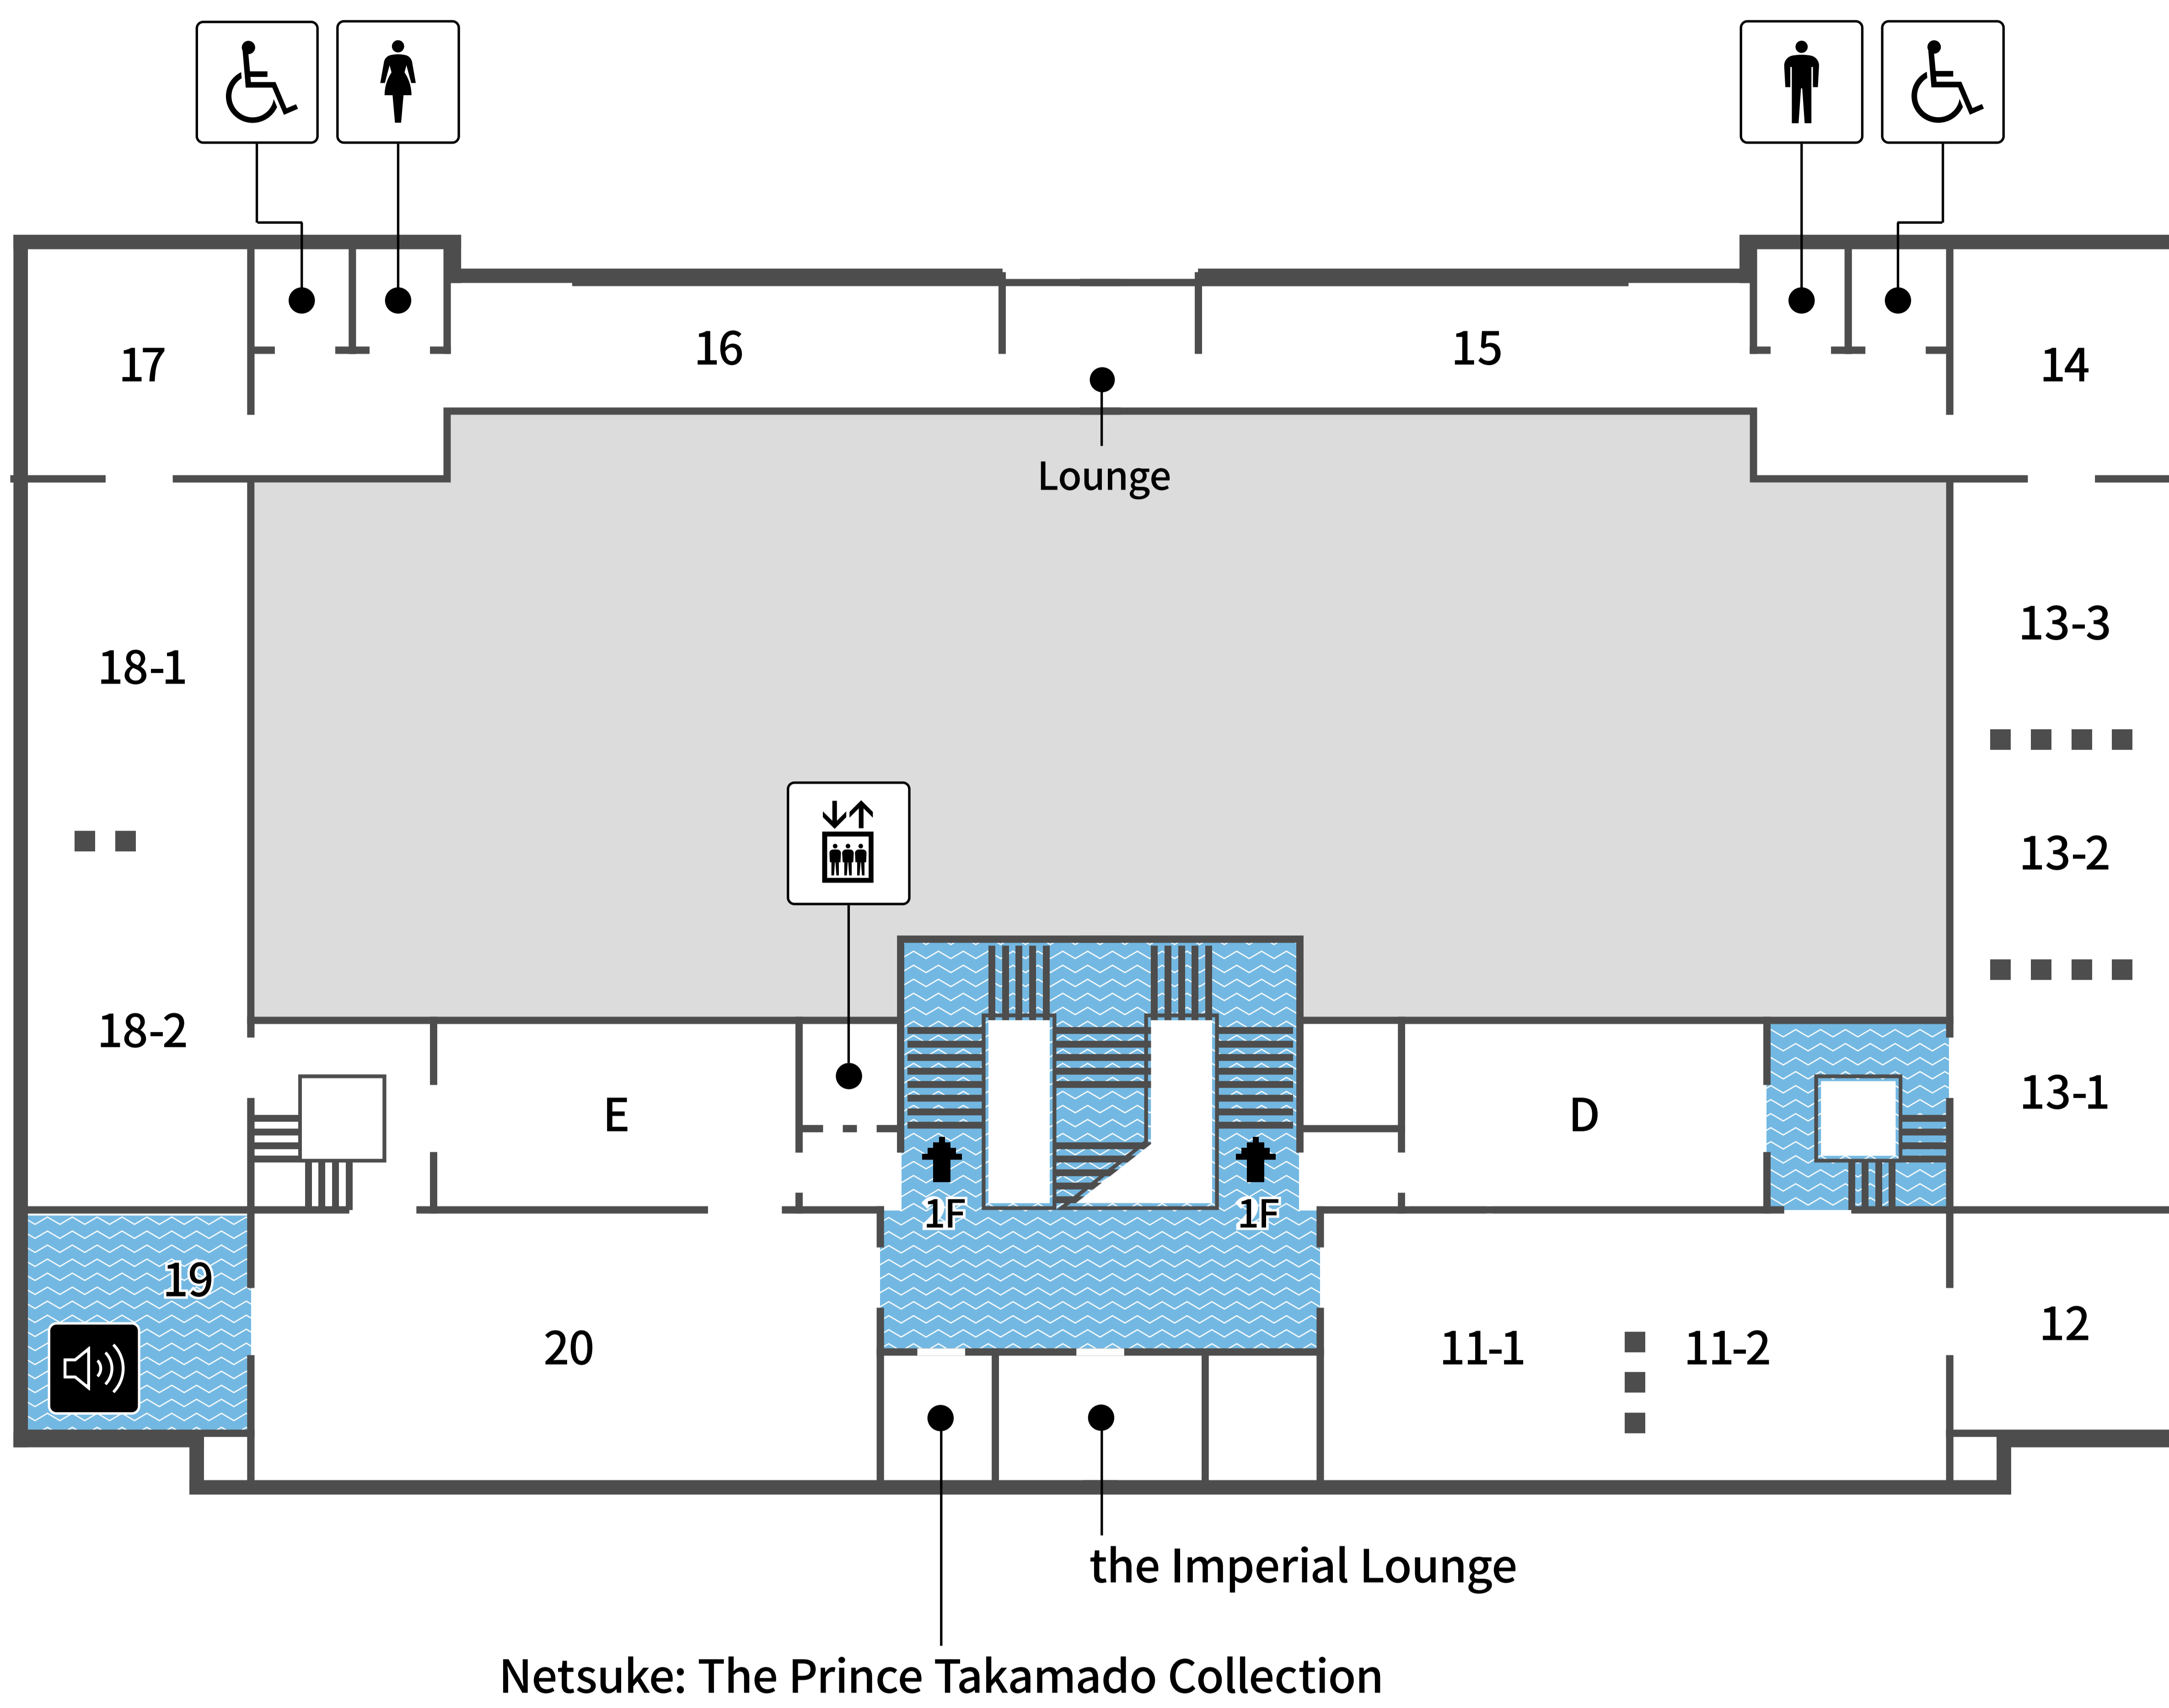 17
16
15
14
Lounge
13-3
18-1
13-2
18-2
E
D
13-1
1F
1F
19
20
11-1
11-2
12
the Imperial Lounge
Netsuke: The Prince Takamado Collection